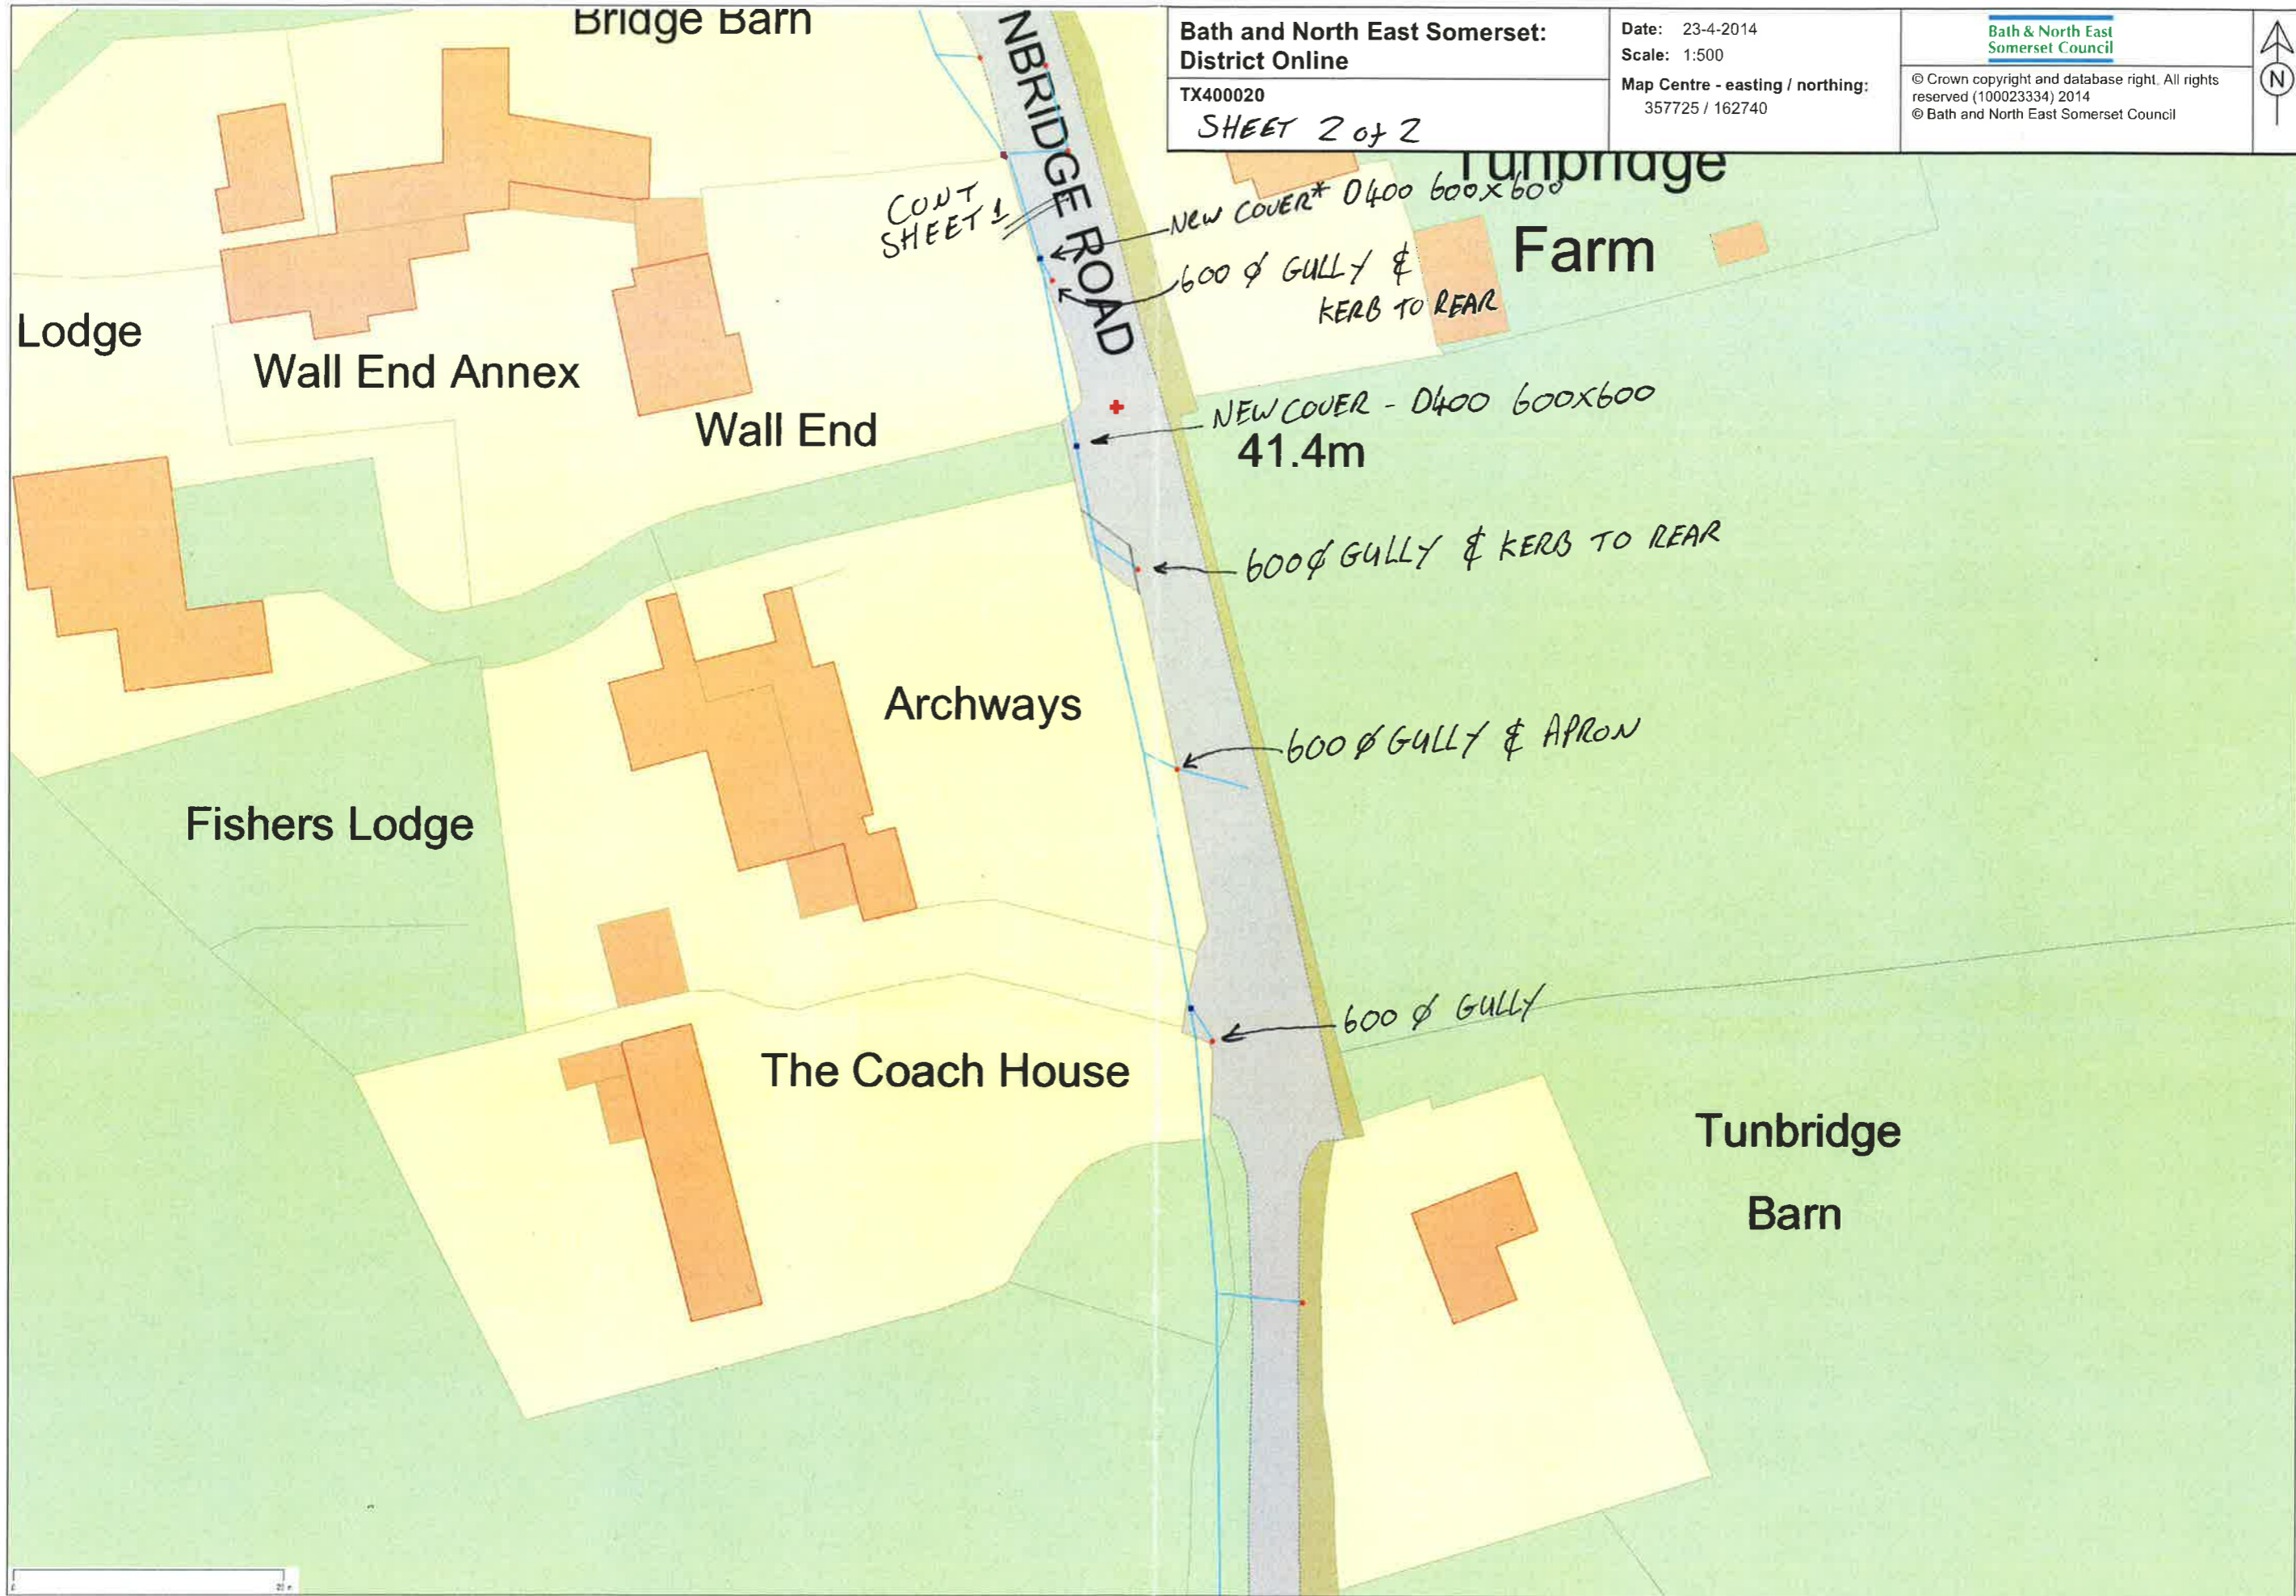 Bridge Barn
NBRIDGE ROAD
Bath and North East Somerset:
District Online
TX400020
SHEET 2 of 2
Date: 23-4-2014
Scale: 1:500
Map Centre - easting / northing:
357725 / 162740
Bath & North East
Somerset Council
© Crown copyright and database right. All rights
reserved (100023334) 2014
© Bath and North East Somerset Council
N
Tunbridge
Farm
CONT
SHEET 1
NEW COVER* D400 600x600
600 Ø GULLY &
KERB TO REAR
Lodge
Wall End Annex
Wall End
NEW COVER - D400 600x600
41.4m
600 Ø GULLY & KERB TO REAR
Archways
600 Ø GULLY & APRON
Fishers Lodge
600 Ø GULLY
The Coach House
Tunbridge
Barn